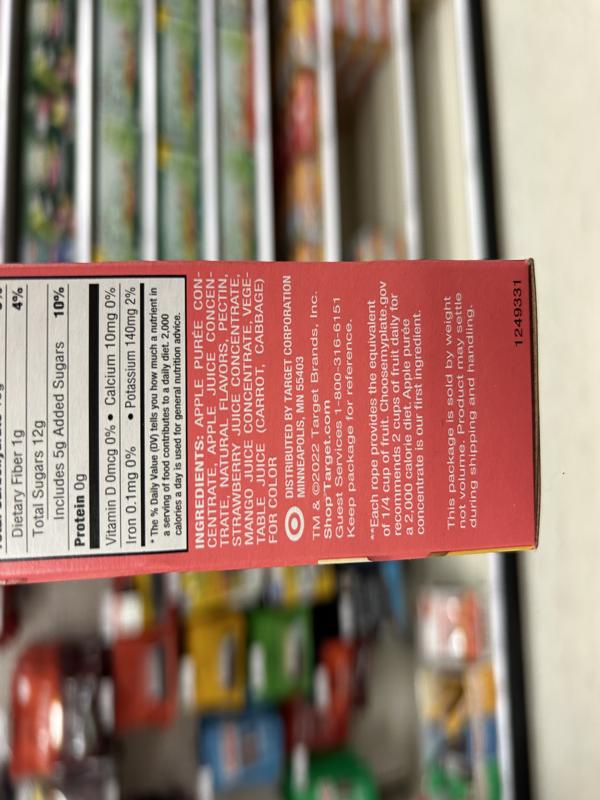 Dietary Fiber 1g 4%
Total Sugars 12g
Includes 5g Added Sugars 10%
Protein 0g
Vitamin D 0mcg 0% • Calcium 10mg 0%
Iron 0.1mg 0% • Potassium 140mg 2%
*The % Daily Value (DV) tells you how much a nutrient in
a serving of food contributes to a daily diet. 2,000
calories a day is used for general nutrition advice.
INGREDIENTS: APPLE PURÉE CON-
CENTRATE, APPLE JUICE CONCEN-
TRATE, NATURAL FLAVORS, PECTIN,
STRAWBERRY JUICE CONCENTRATE,
MANGO JUICE CONCENTRATE, VEGE-
TABLE JUICE (CARROT, CABBAGE)
FOR COLOR
DISTRIBUTED BY TARGET CORPORATION
MINNEAPOLIS, MN 55403
TM & ©2022 Target Brands, Inc.
Shop Target.com
Guest Services 1-800-316-6151
Keep package for reference.
**Each rope provides the equivalent
of 1/4 cup of fruit. Choosemyplate.gov
recommends 2 cups of fruit daily for
a 2,000 calorie diet. Apple purée
concentrate is our first ingredient.
This package is sold by weight
not volume. Product may settle
during shipping and handling.
1249331